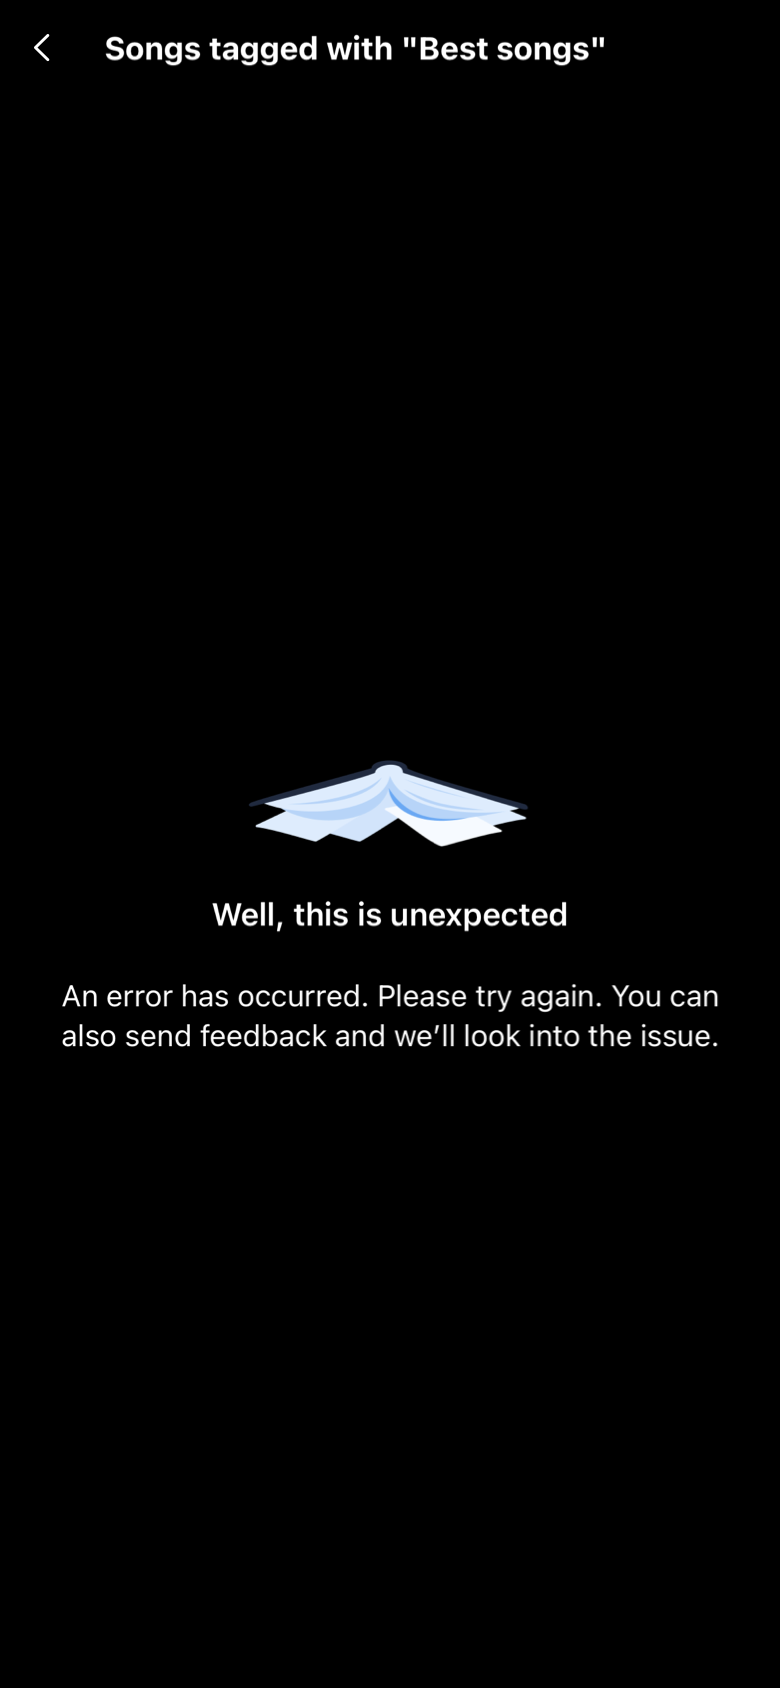 Songs tagged with "Best songs"
Well, this is unexpected
An error has occurred. Please try again. You can
also send feedback and we’ll look into the issue.